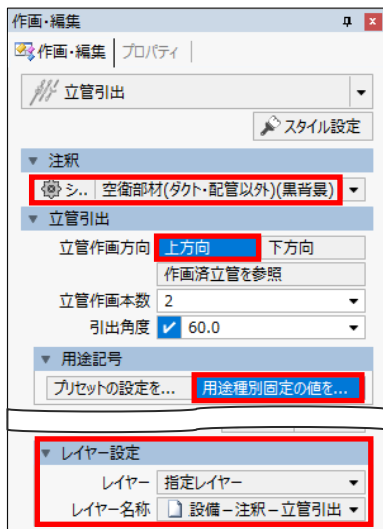 作画・編集
作画・編集 プロパティ
立管引出
スタイル設定
注釈
シ.. 空衛部材(ダクト・配管以外)(黒背景)
立管引出
立管作画方向 上方向 下方向
作画済立管を参照
立管作画本数 2
引出角度 60.0
用途記号
プリセットの設定を... 用途種別固定の値を...
レイヤー設定
レイヤー 指定レイヤー
レイヤー名称 設備－注釈－立管引出